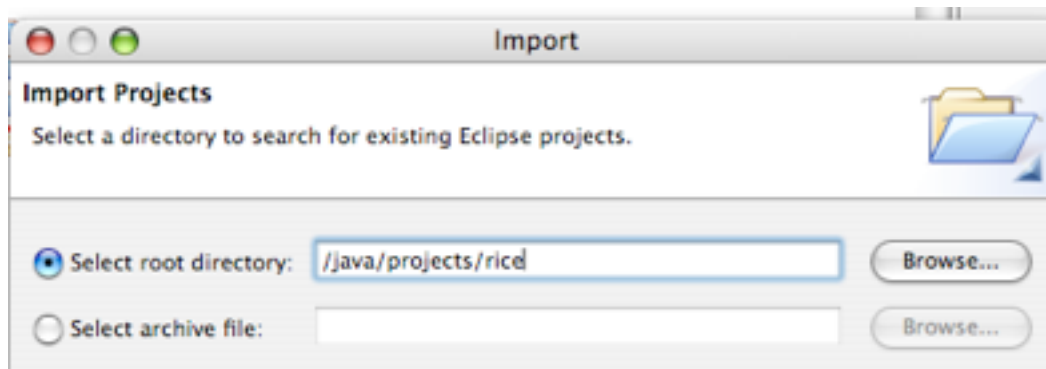 Import
Import Projects
Select a directory to search for existing Eclipse projects.
Select root directory: /java/projects/rice Browse...
Select archive file: Browse...